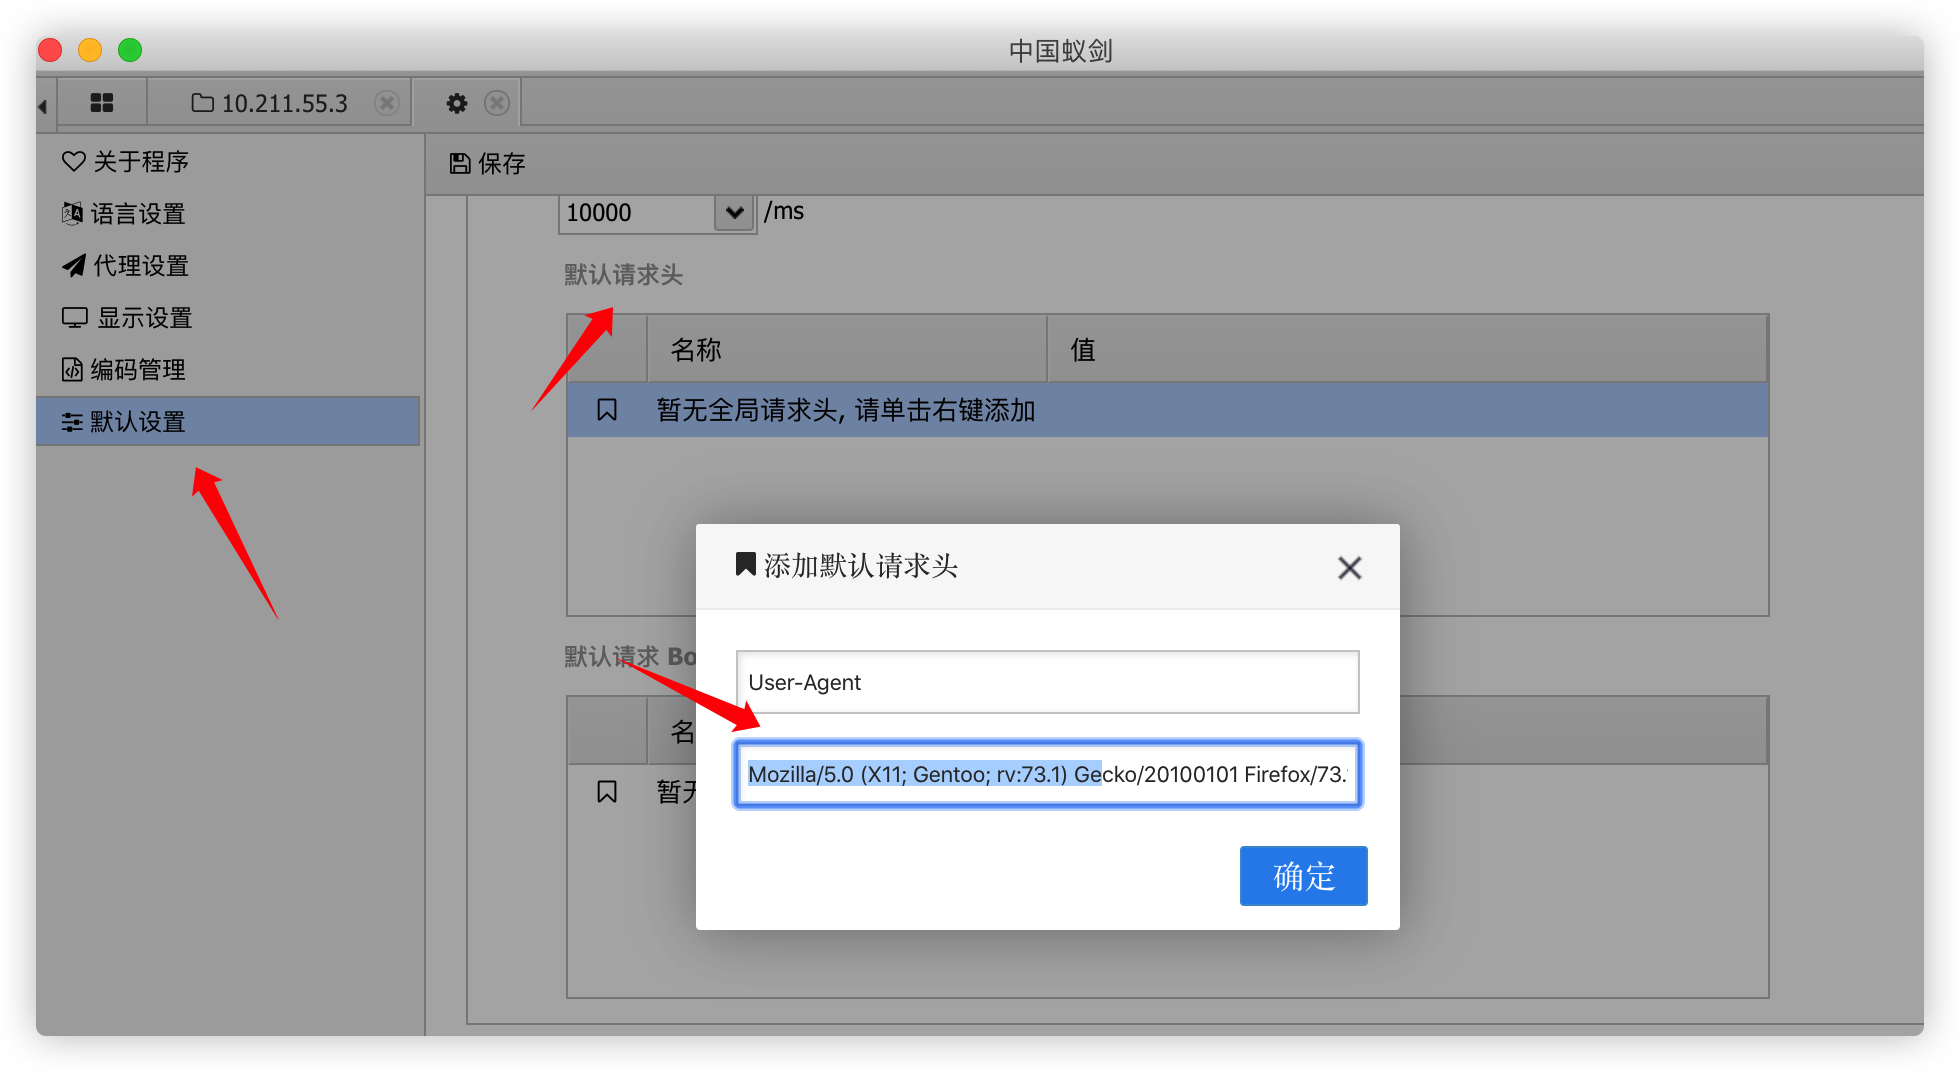 中国蚁剑
10.211.55.3
关于程序
语言设置
代理设置
显示设置
编码管理
默认设置
保存
10000 /ms
默认请求头
名称 值
暂无全局请求头, 请单击右键添加
添加默认请求头
默认请求 Bo
User-Agent
名
Mozilla/5.0 (X11; Gentoo; rv:73.1) Gecko/20100101 Firefox/73.
暂无
确定